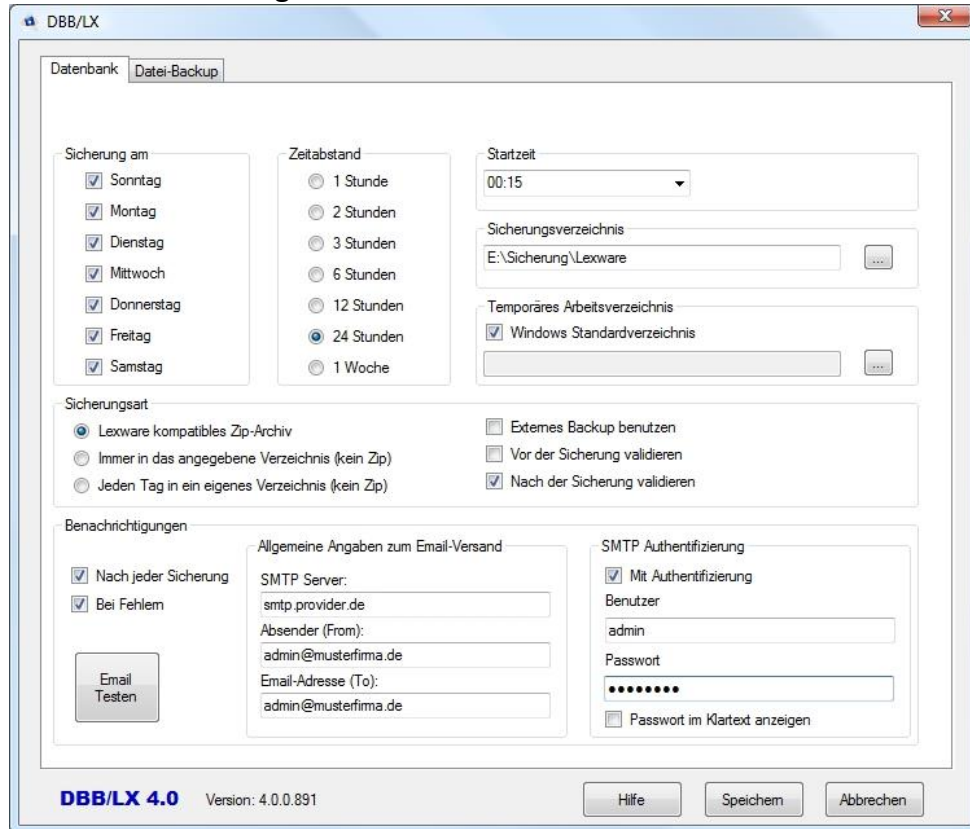 DBB/LX
Datenbank
Datei-Backup
Sicherung am
Sonntag
Montag
Dienstag
Mittwoch
Donnerstag
Freitag
Samstag
Zeitabstand
1 Stunde
2 Stunden
3 Stunden
6 Stunden
12 Stunden
24 Stunden
1 Woche
Startzeit
00:15
Sicherungsverzeichnis
E:\Sicherung\Lexware
...
Temporäres Arbeitsverzeichnis
Windows Standardverzeichnis
...
Sicherungsart
Lexware kompatibles Zip-Archiv
Immer in das angegebene Verzeichnis (kein Zip)
Jeden Tag in ein eigenes Verzeichnis (kein Zip)
Externes Backup benutzen
Vor der Sicherung validieren
Nach der Sicherung validieren
Benachrichtigungen
Nach jeder Sicherung
Bei Fehlern
Email
Testen
Allgemeine Angaben zum Email-Versand
SMTP Server:
smtp.provider.de
Absender (From):
admin@musterfirma.de
Email-Adresse (To):
admin@musterfirma.de
SMTP Authentifizierung
Mit Authentifizierung
Benutzer
admin
Passwort
●●●●●●●●
Passwort im Klartext anzeigen
DBB/LX 4.0
Version: 4.0.0.891
Hilfe
Speichern
Abbrechen